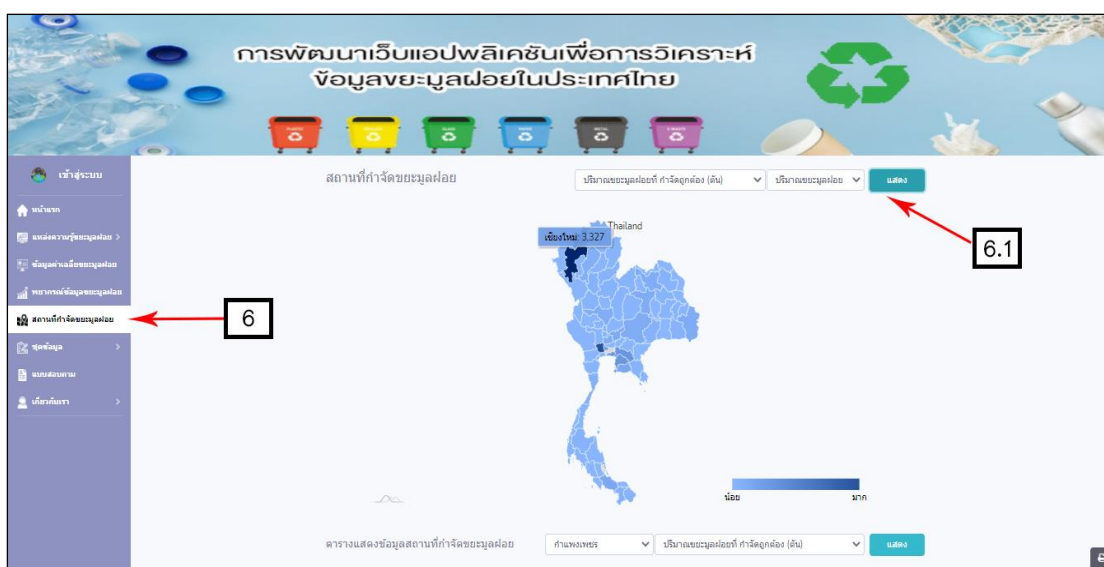 การพัฒนาเว็บแอปพลิเคชันเพื่อการวิเคราะห์
ข้อมูลขยะมูลฝอยในประเทศไทย
เข้าสู่ระบบ
สถานที่กำจัดขยะมูลฝอย
ปริมาณขยะมูลฝอยที่ กำจัดถูกต้อง (ตัน)
ปริมาณขยะมูลฝอย
แสดง
6.1
หน้าแรก
แหล่งความรู้ขยะมูลฝอย
ข้อมูลค่าเฉลี่ยขยะมูลฝอย
พยากรณ์ข้อมูลขยะมูลฝอย
สถานที่กำจัดขยะมูลฝอย
6
ชุดข้อมูล
แบบสอบถาม
เกี่ยวกับเรา
Thailand
เชียงใหม่: 3,327
น้อย
มาก
ตารางแสดงข้อมูลสถานที่กำจัดขยะมูลฝอย
กำแพงเพชร
ปริมาณขยะมูลฝอยที่ กำจัดถูกต้อง (ตัน)
แสดง